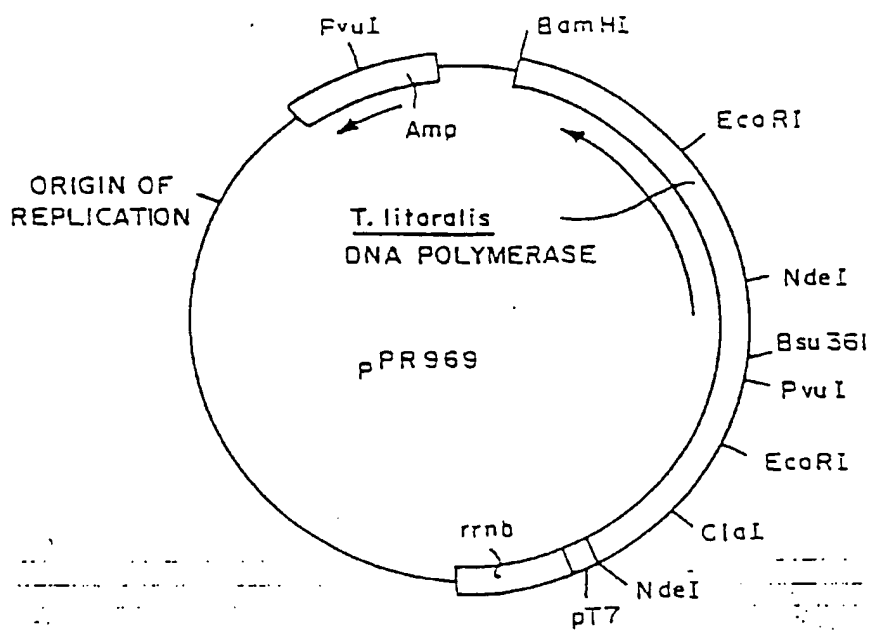 PvuI
BamHI
Amp
EcoRI
ORIGIN OF
REPLICATION
T. litoralis
DNA POLYMERASE
NdeI
Bsu36I
PvuI
pPR969
EcoRI
rrnb
ClaI
NdeI
pT7